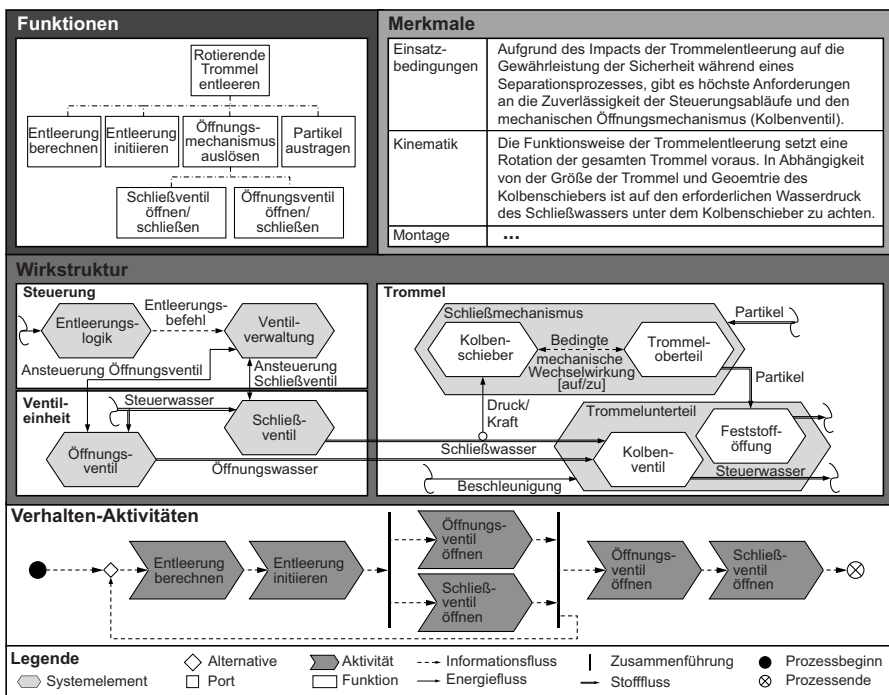 Funktionen
Rotierende
Trommel
entleeren
Entleerung
berechnen
Entleerung
initiieren
Öffnungs-
mechanismus
auslösen
Partikel
austragen
Schließventil
öffnen/
schließen
Öffnungsventil
öffnen/
schließen
Merkmale
Einsatz-
bedingungen
Aufgrund des Impacts der Trommelentleerung auf die
Gewährleistung der Sicherheit während eines
Separationsprozesses, gibt es höchste Anforderungen
an die Zuverlässigkeit der Steuerungsabläufe und den
mechanischen Öffnungsmechanismus (Kolbenventil).
Kinematik
Die Funktionsweise der Trommelentleerung setzt eine
Rotation der gesamten Trommel voraus. In Abhängigkeit
von der Größe der Trommel und Geoemtrie des
Kolbenschiebers ist auf den erforderlichen Wasserdruck
des Schließwassers unter dem Kolbenschieber zu achten.
Montage
...
Wirkstruktur
Steuerung
Entleerungs-
logik
Entleerungs-
befehl
Ventil-
verwaltung
Ansteuerung Öffnungsventil
Ansteuerung
Schließventil
Ventil-
einheit
Steuerwasser
Schließ-
ventil
Öffnungs-
ventil
Öffnungswasser
Schließwasser
Trommel
Schließmechanismus
Kolben-
schieber
Bedingte
mechanische
Wechselwirkung
[auf/zu]
Trommel-
oberteil
Partikel
Partikel
Druck/
Kraft
Trommelunterteil
Feststoff-
öffung
Kolben-
ventil
Steuerwasser
Beschleunigung
Verhalten-Aktivitäten
Entleerung
berechnen
Entleerung
initiieren
Öffnungs-
ventil
öffnen
Schließ-
ventil
öffnen
Öffnungs-
ventil
öffnen
Schließ-
ventil
öffnen
Legende
Systemelement
Alternative
Port
Aktivität
Funktion
Informationsfluss
Energiefluss
Zusammenführung
Stofffluss
Prozessbeginn
Prozessende